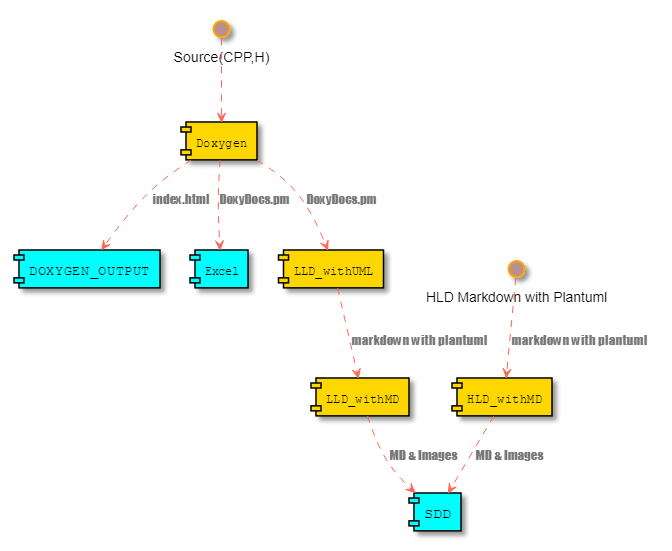 Source(CPP,H)
Doxygen
index.html
DoxyDocs.pm
DoxyDocs.pm
DOXYGEN_OUTPUT
Excel
LLD_withUML
HLD Markdown with Plantuml
markdown with plantuml
markdown with plantuml
LLD_withMD
HLD_withMD
MD & Images
MD & Images
SDD